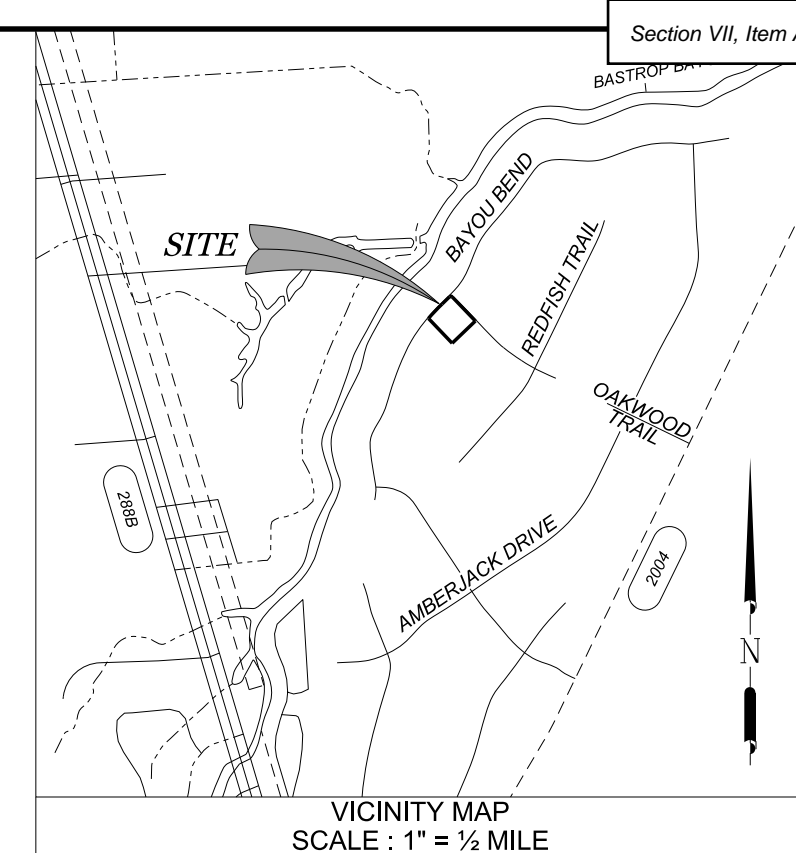 Section VII, Item
BASTROP
BAYOU BEND
SITE
REDFISH TRAIL
OAKWOOD
TRAIL
288B
AMBERJACK DRIVE
2004
N
VICINITY MAP
SCALE : 1" = ½ MILE